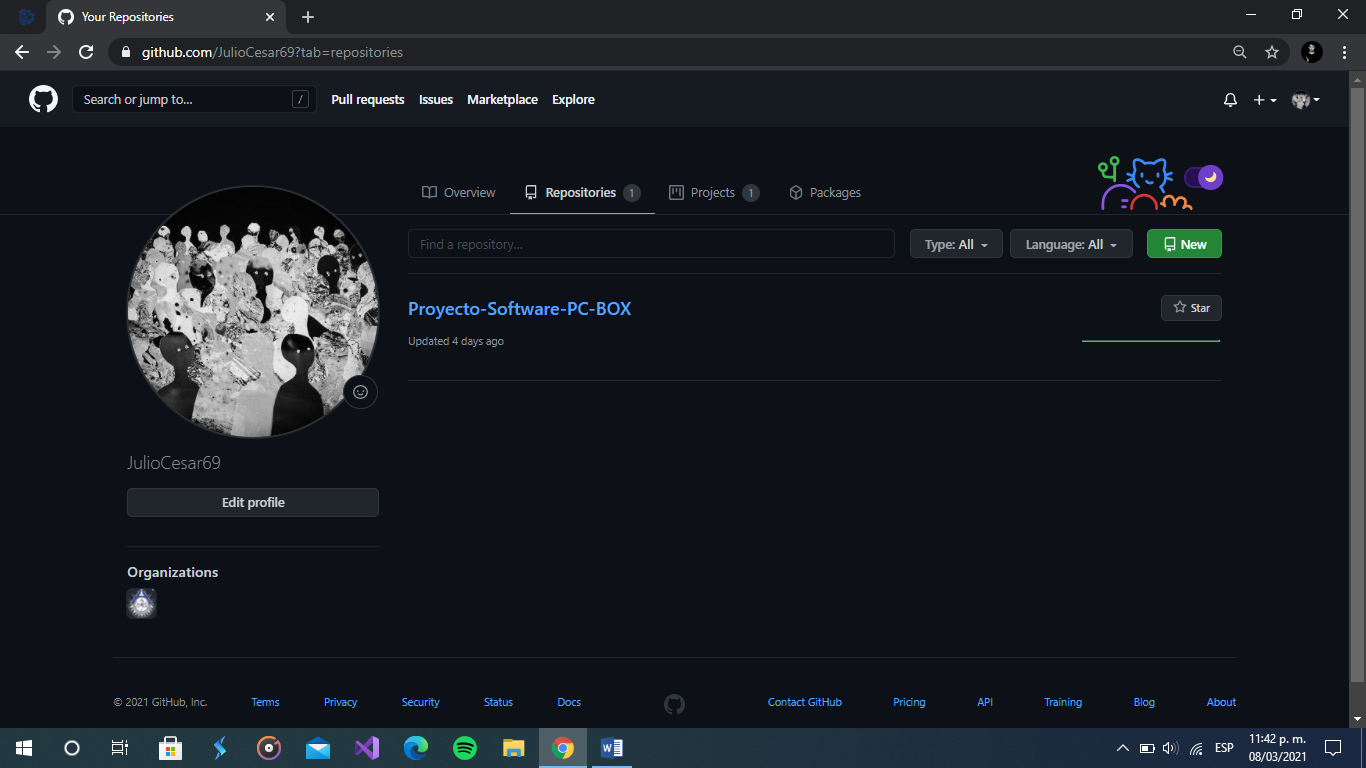 Your Repositories
github.com/JulioCesar69?tab=repositories
Search or jump to... /
Pull requests Issues Marketplace Explore
Overview Repositories 1 Projects 1 Packages
Find a repository...
Type: All Language: All New
Proyecto-Software-PC-BOX
Star
Updated 4 days ago
JulioCesar69
Edit profile
Organizations
© 2021 GitHub, Inc. Terms Privacy Security Status Docs Contact GitHub Pricing API Training Blog About
ESP
11:42 p. m.
08/03/2021